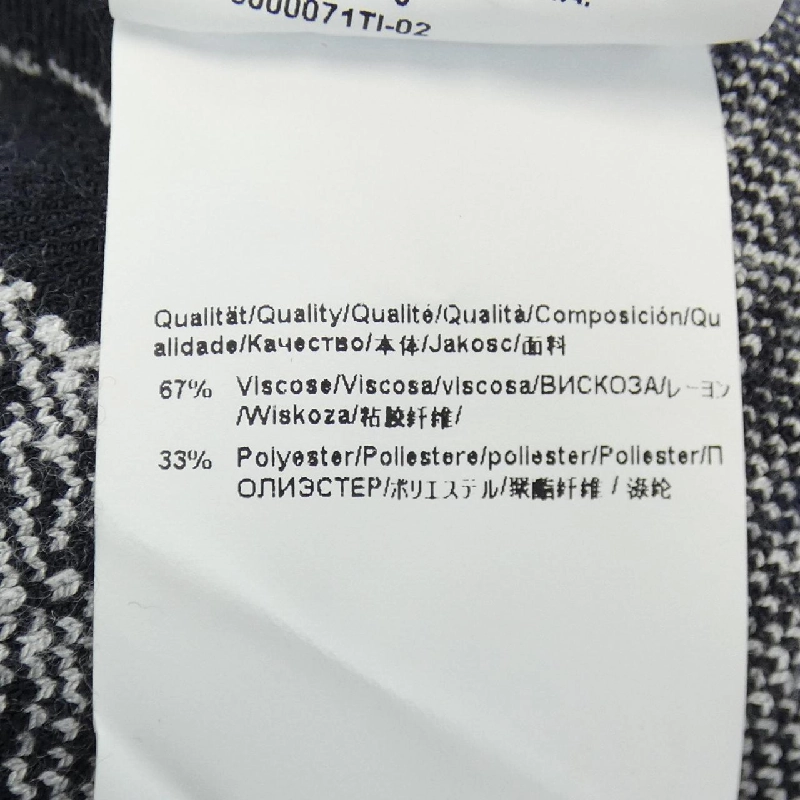 000071TI-02
Qualität/Quality/Qualité/Qualità/Composición/Qu
alidade/Качество/本体/Jakosc/面料
67% Viscose/Viscosa/viscosa/ВИСКОЗА/レーヨン
/Wiskoza/粘胶纤维/
33% Polyester/Poliestere/poliester/Poliester/П
ОЛИЭСТЕР/ポリエステル/聚酯纤维 / 涤纶